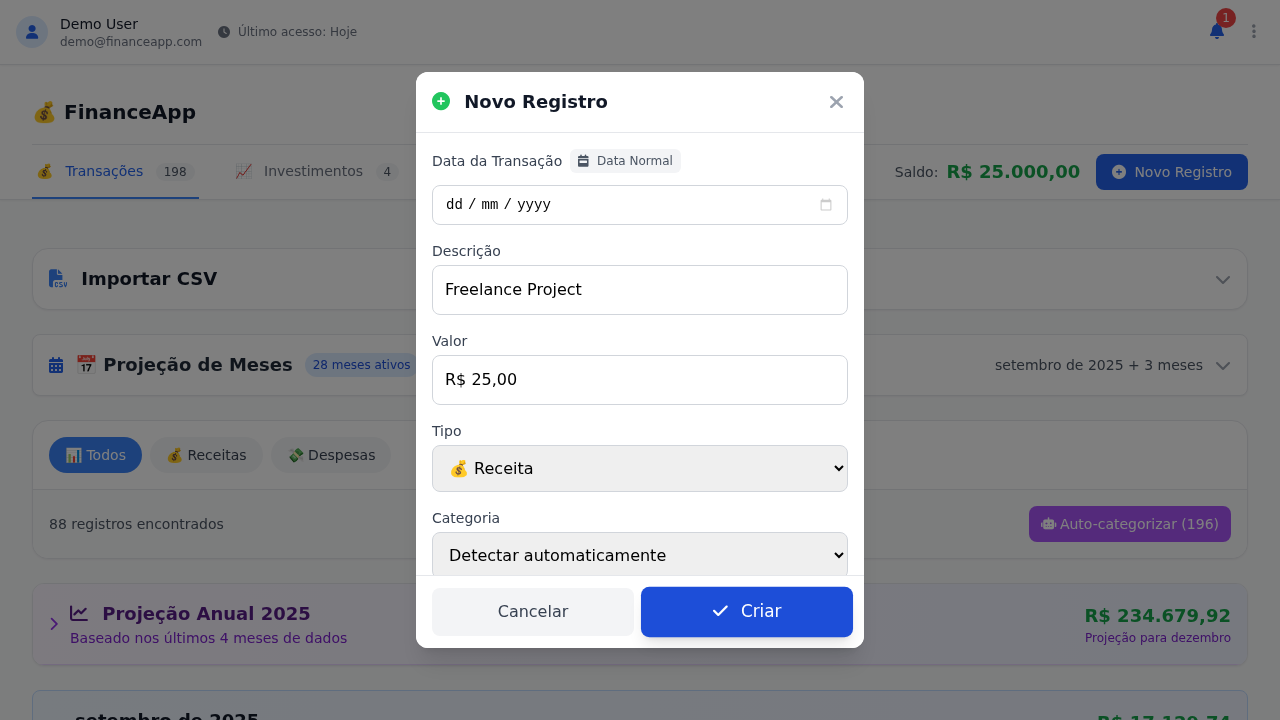 Demo User
demo@financeapp.com
Último acesso: Hoje
1
💰 FinanceApp
💰 Transações 198
📈 Investimentos 4
Saldo: R$ 25.000,00
Novo Registro
Importar CSV
📅 Projeção de Meses 28 meses ativos
setembro de 2025 + 3 meses
📊 Todos
💰 Receitas
💸 Despesas
88 registros encontrados
Auto-categorizar (196)
Projeção Anual 2025
Baseado nos últimos 4 meses de dados
R$ 234.679,92
Projeção para dezembro
setembro de 2025
R$ 17.129,74
Novo Registro
Data da Transação Data Normal
dd / mm / yyyy
Descrição
Freelance Project
Valor
R$ 25,00
Tipo
💰 Receita
Categoria
Detectar automaticamente
Cancelar
Criar